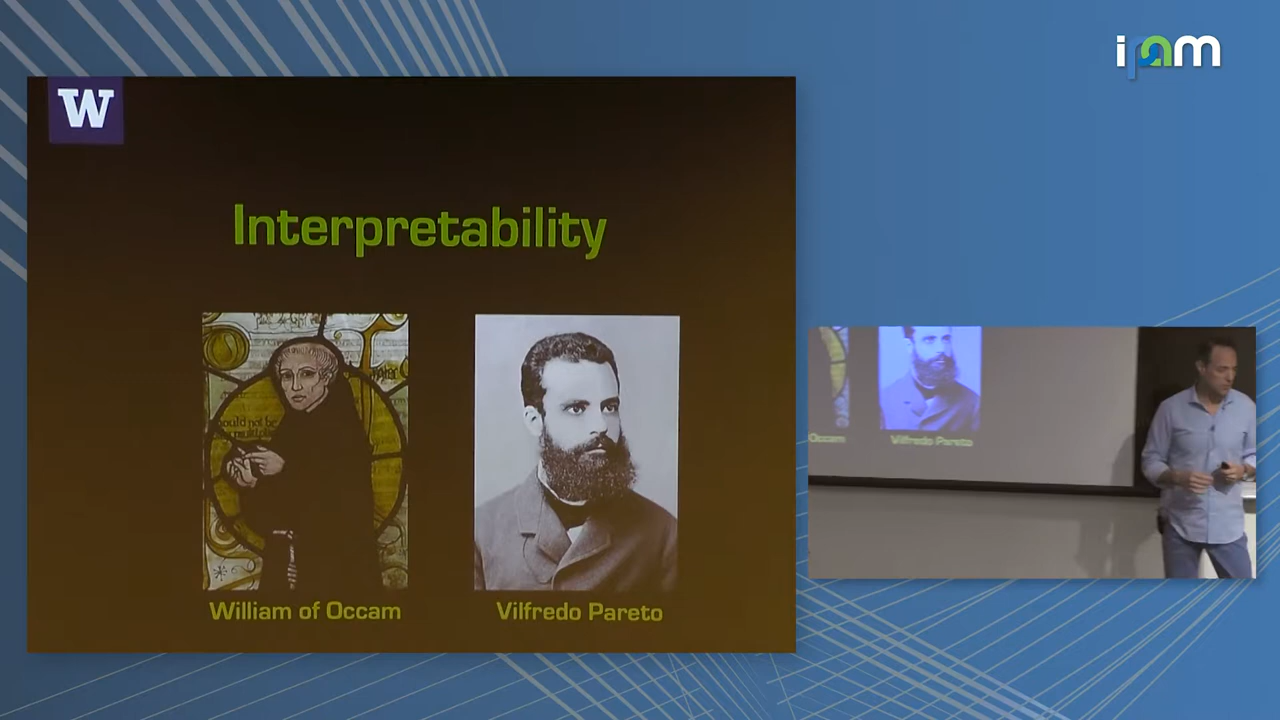 ipam
W
Interpretability
William of Occam
Vilfredo Pareto
Occam
Vilfredo Pareto